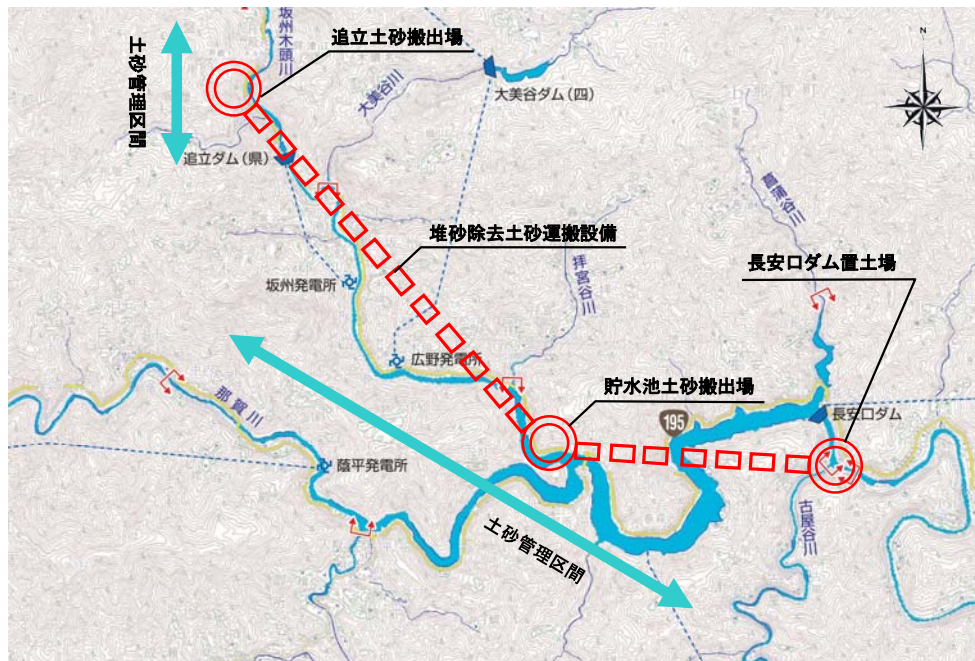 坂州木頭川
追立土砂搬出場
N
土砂管理区間
大美谷川
大美谷ダム(四)
追立ダム(県)
菖蒲谷川
堆砂除去土砂運搬設備
拝宮谷川
長安口ダム置土場
坂州発電所
広野発電所
貯水池土砂搬出場
那賀川
195
長安口ダム
蔭平発電所
古屋谷川
土砂管理区間